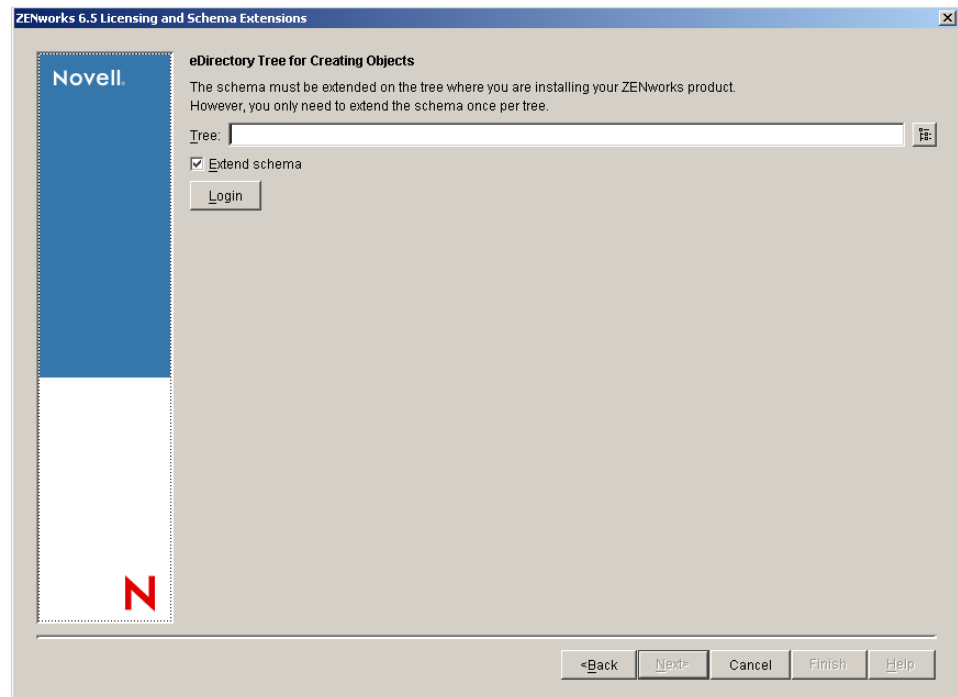 ZENworks 6.5 Licensing and Schema Extensions
Novell.
eDirectory Tree for Creating Objects
The schema must be extended on the tree where you are installing your ZENworks product.
However, you only need to extend the schema once per tree.
Tree:
Extend schema
Login
N
<Back Next> Cancel Finish Help